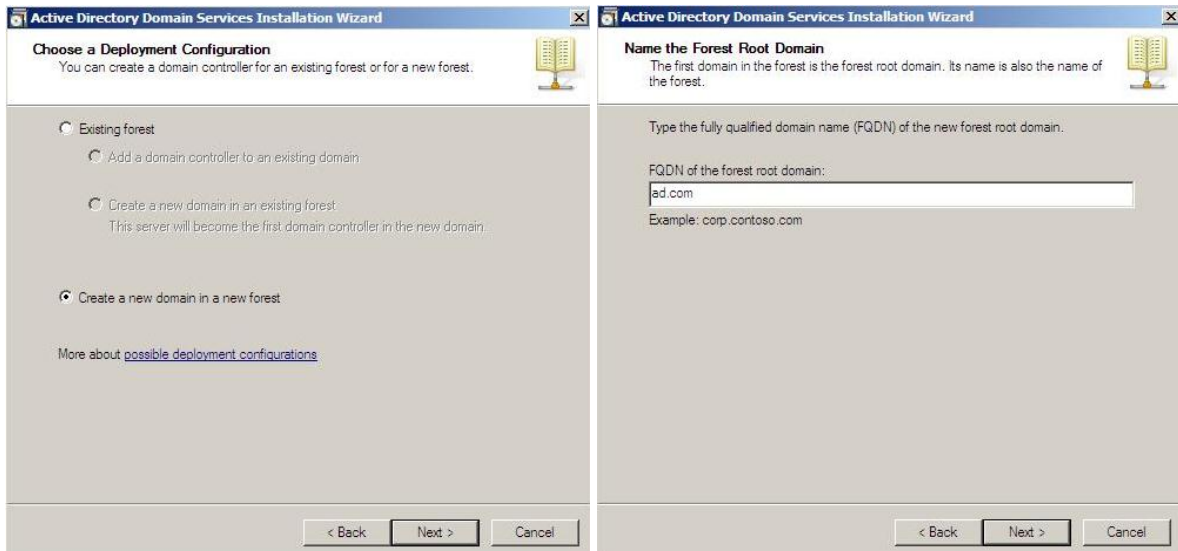 Active Directory Domain Services Installation Wizard
Choose a Deployment Configuration
You can create a domain controller for an existing forest or for a new forest.
Existing forest
Add a domain controller to an existing domain
Create a new domain in an existing forest
This server will become the first domain controller in the new domain.
Create a new domain in a new forest
More about possible deployment configurations
< Back
Next >
Cancel
Active Directory Domain Services Installation Wizard
Name the Forest Root Domain
The first domain in the forest is the forest root domain. Its name is also the name of
the forest.
Type the fully qualified domain name (FQDN) of the new forest root domain.
FQDN of the forest root domain:
ad.com
Example: corp.contoso.com
< Back
Next >
Cancel